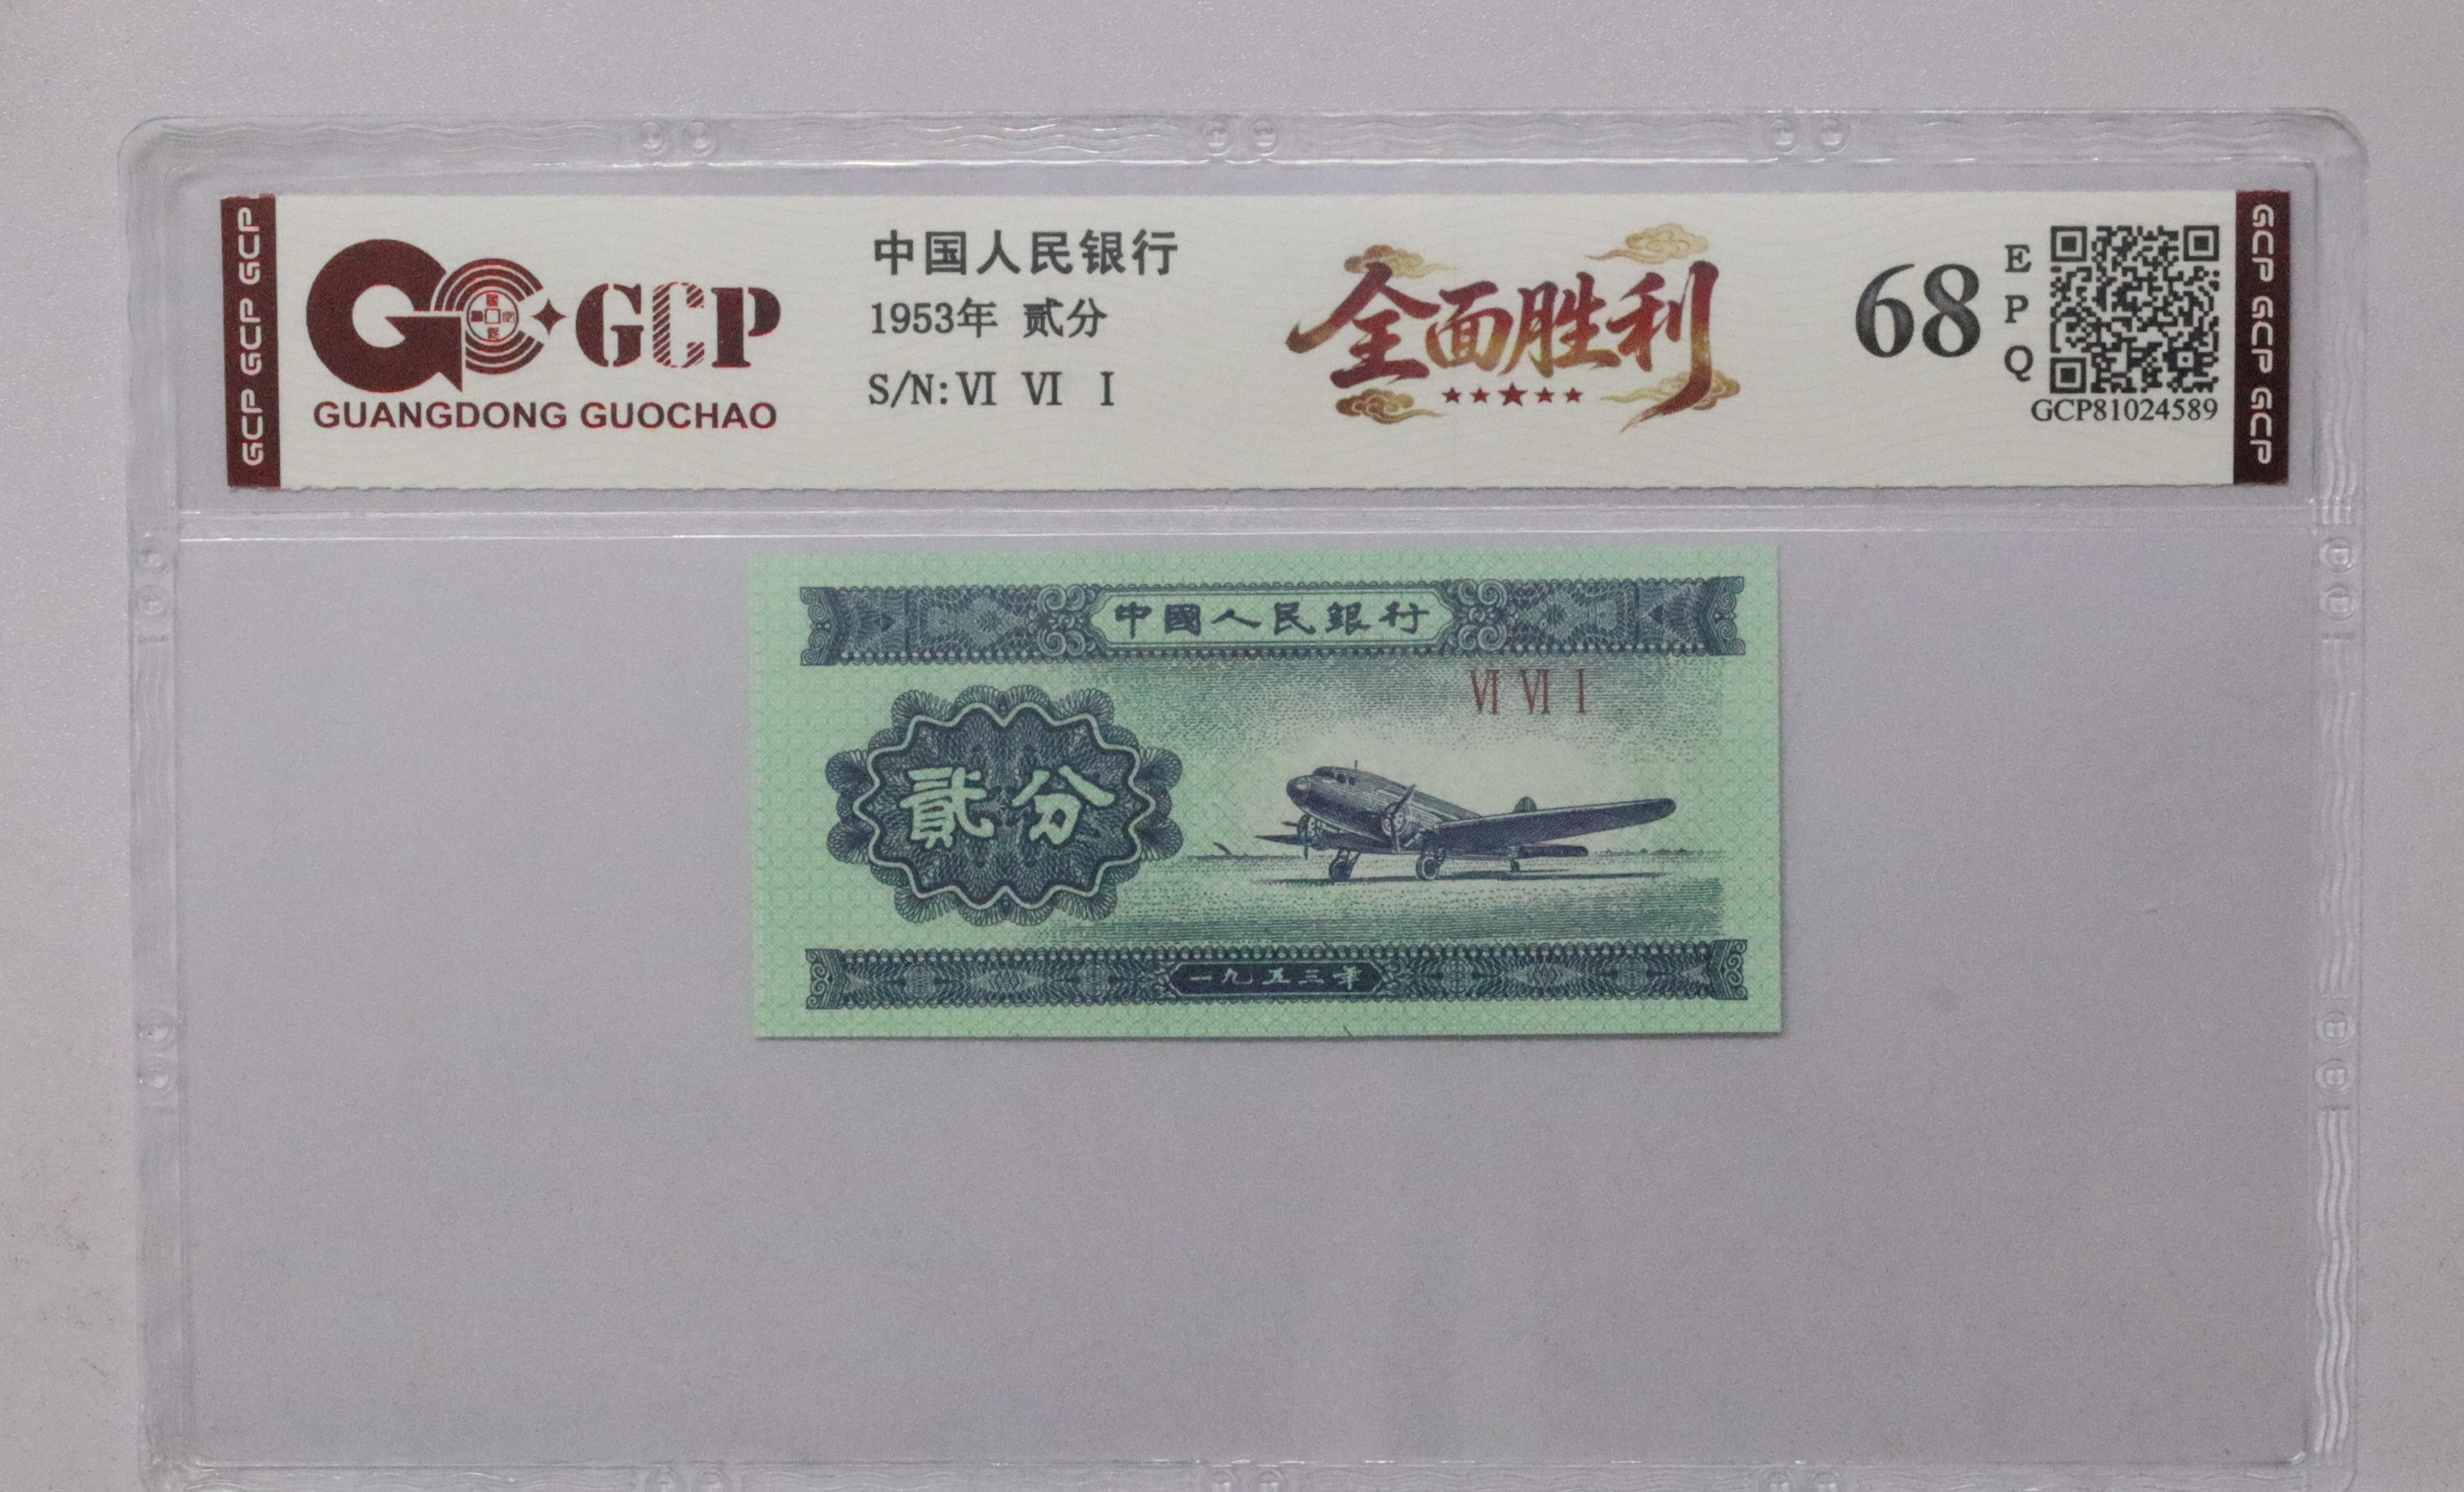 GCP GCP GCP
GCP
GUANGDONG GUOCHAO
中国人民银行
1953年 贰分
S/N: VI VI I
全面胜利
68
EPQ
GCP81024589
GCP GCP GCP
中國人民銀行
VI VI I
貳分
一九五三年